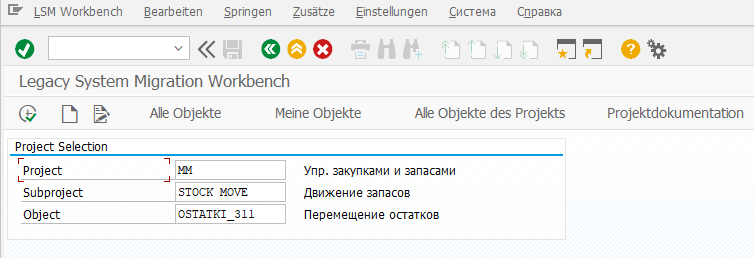 LSM Workbench Bearbeiten Springen Zusätze Einstellungen Система Справка
Legacy System Migration Workbench
Alle Objekte Meine Objekte Alle Objekte des Projekts Projektdokumentation
Project Selection
Project MM Упр. закупками и запасами
Subproject STOCK MOVE Движение запасов
Object OSTATKI_311 Перемещение остатков